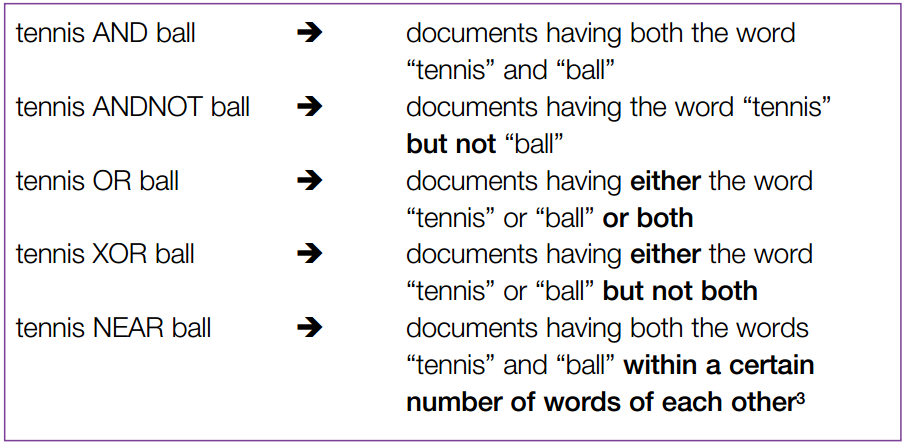 tennis AND ball ➔ documents having both the word
“tennis” and “ball”
tennis ANDNOT ball ➔ documents having the word “tennis”
but not “ball”
tennis OR ball ➔ documents having either the word
“tennis” or “ball” or both
tennis XOR ball ➔ documents having either the word
“tennis” or “ball” but not both
tennis NEAR ball ➔ documents having both the words
“tennis” and “ball” within a certain
number of words of each other³